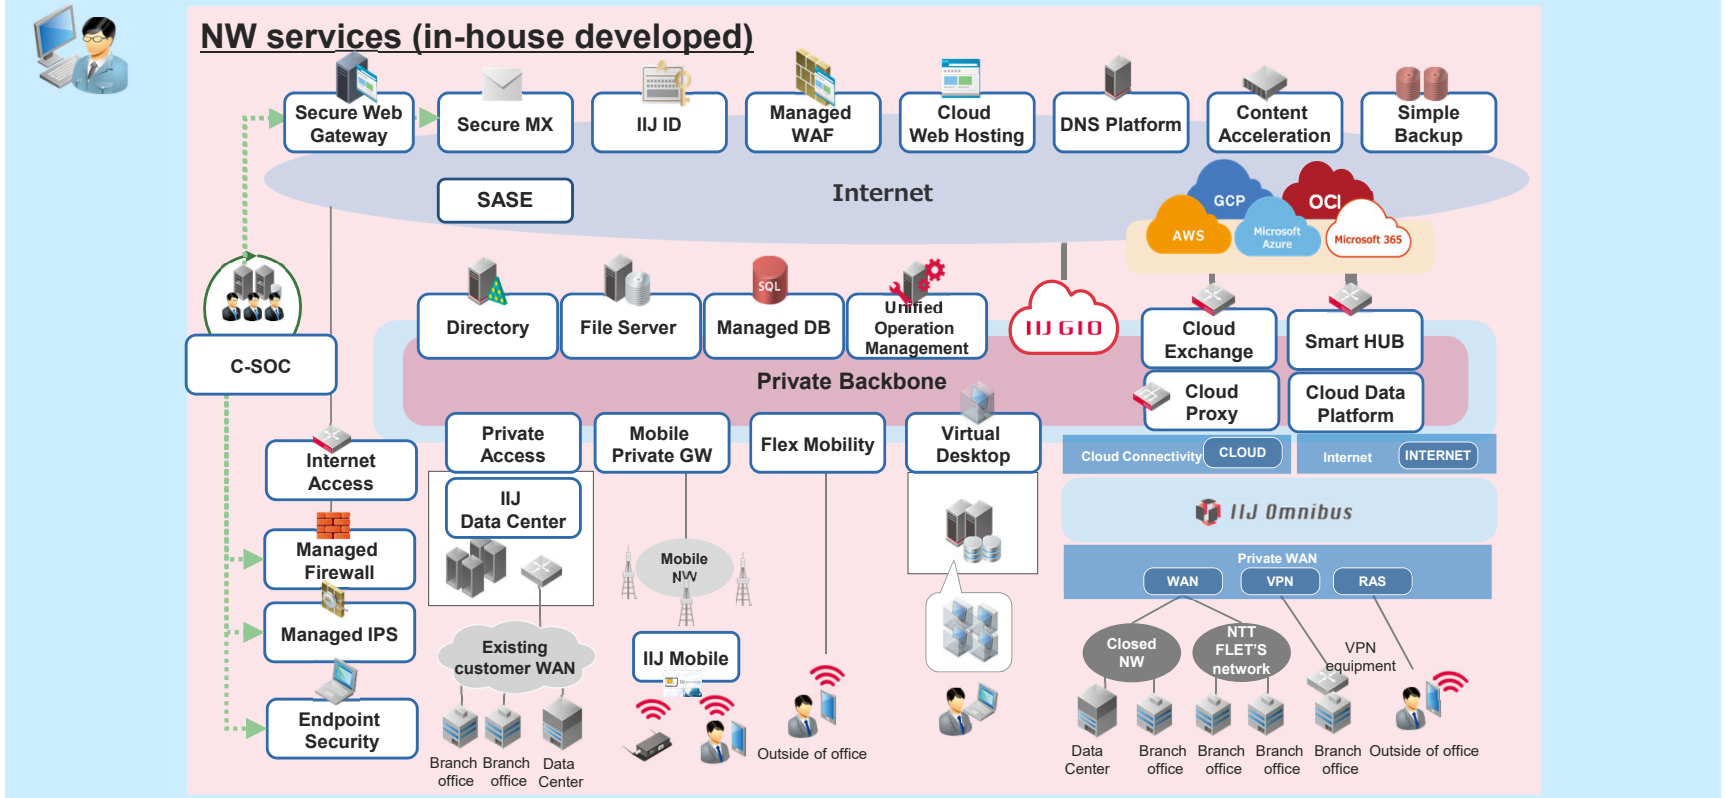 NW services (in-house developed)
Secure Web
Gateway
Secure MX
IIJ ID
Managed
WAF
Cloud
Web Hosting
DNS Platform
Content
Acceleration
Simple
Backup
Internet
SASE
GCP
OCI
AWS
Microsoft
Azure
Microsoft 365
C-SOC
Directory
File Server
SQL
Managed DB
Unified
Operation
Management
IIJ GIO
Cloud
Exchange
Smart HUB
Private Backbone
Cloud
Proxy
Cloud Data
Platform
Internet
Access
Private
Access
Mobile
Private GW
Flex Mobility
Virtual
Desktop
Cloud Connectivity
CLOUD
Internet
INTERNET
IIJ
Data Center
IIJ Omnibus
Managed
Firewall
Mobile
NW
Private WAN
WAN
VPN
RAS
Managed IPS
Existing
customer WAN
IIJ Mobile
Closed
NW
NTT
FLET'S
network
VPN
equipment
Endpoint
Security
Branch
office
Branch
office
Data
Center
Outside of office
Data
Center
Branch
office
Branch
office
Branch
office
Branch
office
Outside of office